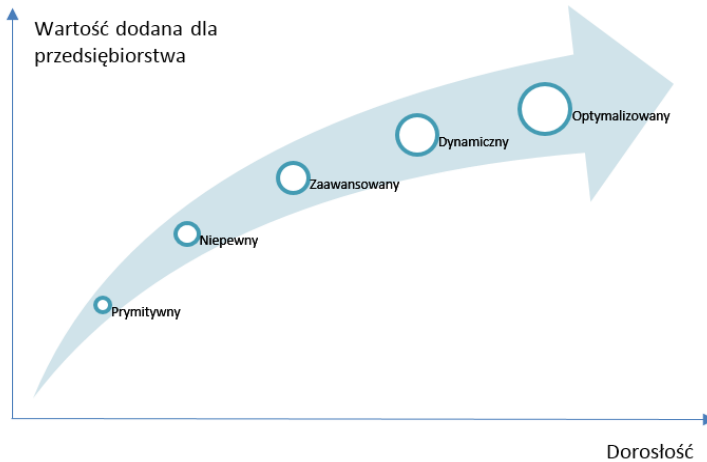 Wartość dodana dla
przedsiębiorstwa
Optymalizowany
Dynamiczny
Zaawansowany
Niepewny
Prymitywny
Dorosłość